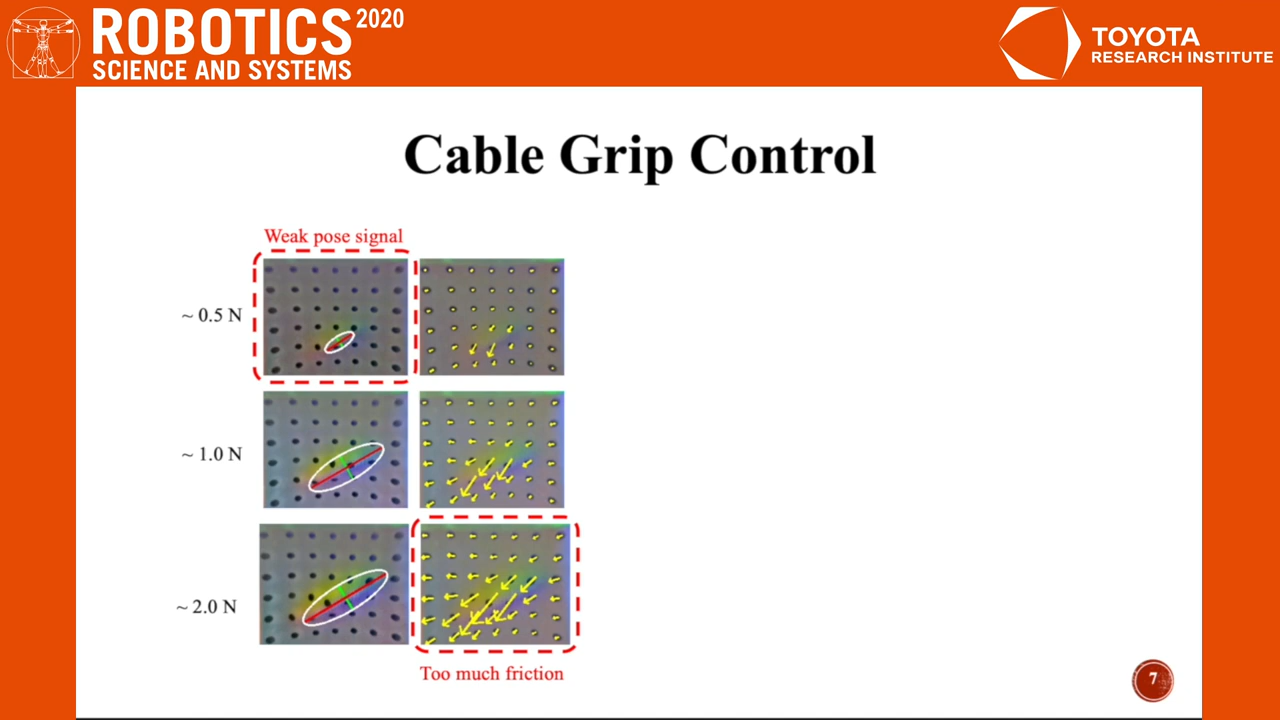 ROBOTICS 2020
SCIENCE AND SYSTEMS
TOYOTA
RESEARCH INSTITUTE
Cable Grip Control
Weak pose signal
~ 0.5 N
~ 1.0 N
~ 2.0 N
Too much friction
7